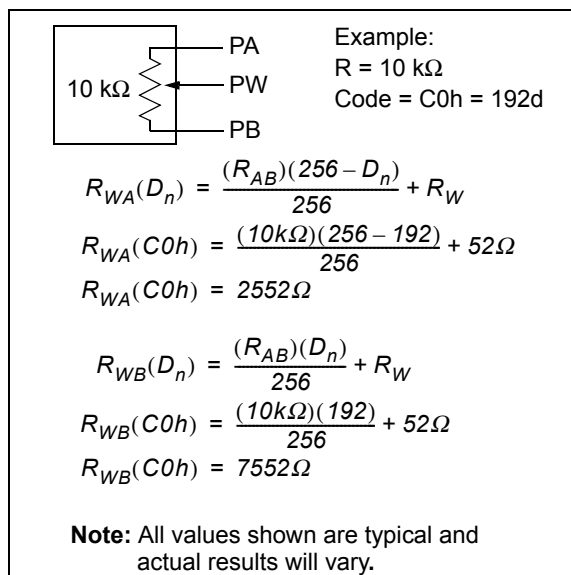 PA
Example:
10 kΩ
PW
R = 10 kΩ
PB
Code = C0h = 192d
R_WA(D_n) = (R_AB)(256 – D_n) / 256 + R_W
R_WA(C0h) = (10kΩ)(256 – 192) / 256 + 52Ω
R_WA(C0h) = 2552Ω
R_WB(D_n) = (R_AB)(D_n) / 256 + R_W
R_WB(C0h) = (10kΩ)(192) / 256 + 52Ω
R_WB(C0h) = 7552Ω
Note: All values shown are typical and
actual results will vary.